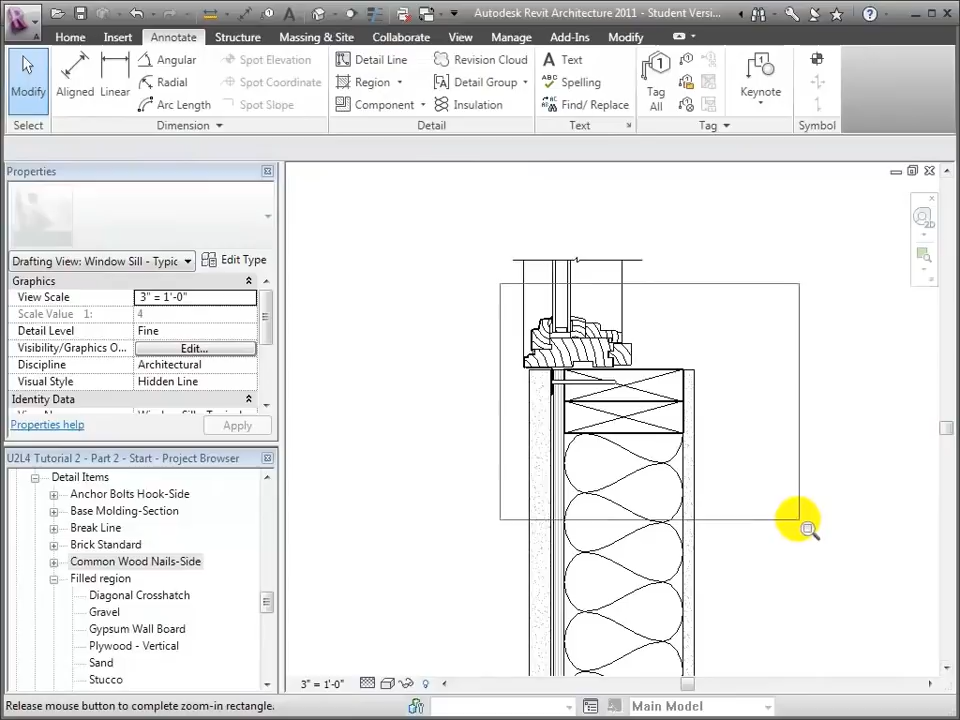 Autodesk Revit Architecture 2011 - Student Versi...
Home Insert Annotate Structure Massing & Site Collaborate View Manage Add-Ins Modify
Modify
Aligned
Linear
Angular
Radial
Arc Length
Spot Elevation
Spot Coordinate
Spot Slope
Detail Line
Region
Component
Revision Cloud
Detail Group
Insulation
Text
Spelling
Find/ Replace
Tag
All
Keynote
Select Dimension Detail Text Tag Symbol
Properties
Drafting View: Window Sill - Typic
Edit Type
Graphics
View Scale 3" = 1'-0"
Scale Value 1: 4
Detail Level Fine
Visibility/Graphics O... Edit...
Discipline Architectural
Visual Style Hidden Line
Identity Data
Properties help
Apply
U2L4 Tutorial 2 - Part 2 - Start - Project Browser
Detail Items
Anchor Bolts Hook-Side
Base Molding-Section
Break Line
Brick Standard
Common Wood Nails-Side
Filled region
Diagonal Crosshatch
Gravel
Gypsum Wall Board
Plywood - Vertical
Sand
Stucco
2D
3" = 1'-0"
Release mouse button to complete zoom-in rectangle.
Main Model